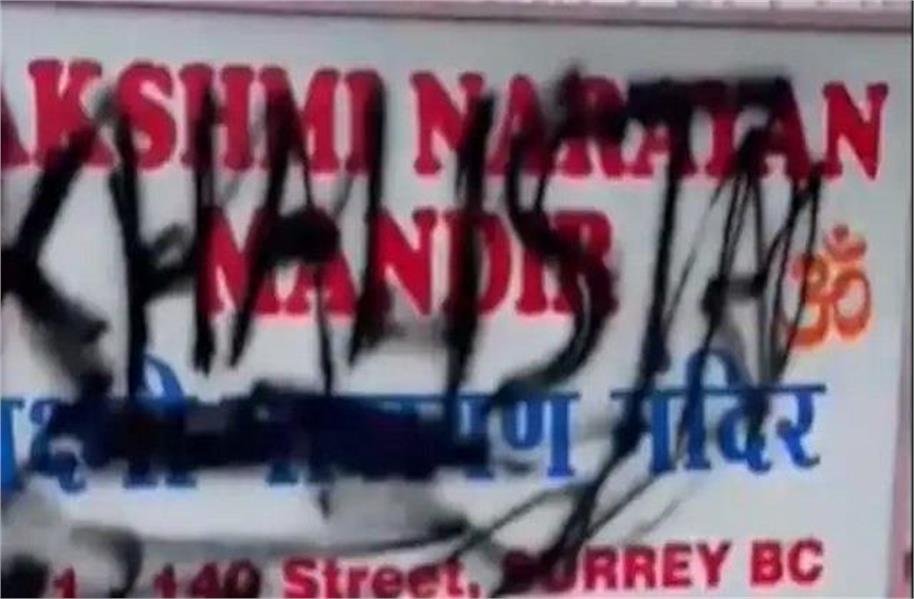 AKSHMI NARAYAN
MANDIR ॐ
KHALISTAN
मंदिर
140 Street, SURREY BC